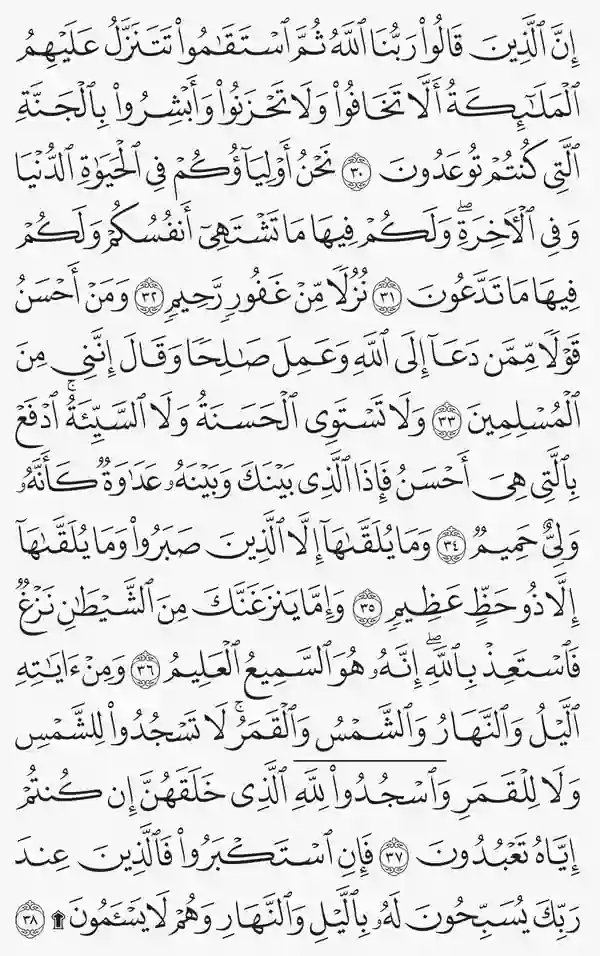 إِنَّ ٱلَّذِينَ قَالُوا۟ رَبُّنَا ٱللَّهُ ثُمَّ ٱسْتَقَـٰمُوا۟ تَتَنَزَّلُ عَلَيْهِمُ
ٱلْمَلَـٰٓئِكَةُ أَلَّا تَخَافُوا۟ وَلَا تَحْزَنُوا۟ وَأَبْشِرُوا۟ بِٱلْجَنَّةِ
ٱلَّتِى كُنتُمْ تُوعَدُونَ ٣٠ نَحْنُ أَوْلِيَآؤُكُمْ فِى ٱلْحَيَوٰةِ ٱلدُّنْيَا
وَفِى ٱلْـَٔاخِرَةِ ۖ وَلَكُمْ فِيهَا مَا تَشْتَهِىٓ أَنفُسُكُمْ وَلَكُمْ
فِيهَا مَا تَدَّعُونَ ٣١ نُزُلًا مِّنْ غَفُورٍ رَّحِيمٍ ٣٢ وَمَنْ أَحْسَنُ
قَوْلًا مِّمَّن دَعَآ إِلَى ٱللَّهِ وَعَمِلَ صَـٰلِحًا وَقَالَ إِنَّنِى مِنَ
ٱلْمُسْلِمِينَ ٣٣ وَلَا تَسْتَوِى ٱلْحَسَنَةُ وَلَا ٱلسَّيِّئَةُ ۚ ٱدْفَعْ
بِٱلَّتِى هِىَ أَحْسَنُ فَإِذَا ٱلَّذِى بَيْنَكَ وَبَيْنَهُۥ عَدَٰوَةٌ كَأَنَّهُۥ
وَلِىٌّ حَمِيمٌ ٣٤ وَمَا يُلَقَّىٰهَآ إِلَّا ٱلَّذِينَ صَبَرُوا۟ وَمَا يُلَقَّىٰهَآ
إِلَّا ذُو حَظٍّ عَظِيمٍ ٣٥ وَإِمَّا يَنزَغَنَّكَ مِنَ ٱلشَّيْطَـٰنِ نَزْغٌ
فَٱسْتَعِذْ بِٱللَّهِ ۖ إِنَّهُۥ هُوَ ٱلسَّمِيعُ ٱلْعَلِيمُ ٣٦ وَمِنْ ءَايَـٰتِهِ
ٱلَّيْلُ وَٱلنَّهَارُ وَٱلشَّمْسُ وَٱلْقَمَرُ ۚ لَا تَسْجُدُوا۟ لِلشَّمْسِ
وَلَا لِلْقَمَرِ وَٱسْجُدُوا۟ لِلَّهِ ٱلَّذِى خَلَقَهُنَّ إِن كُنتُمْ
إِيَّاهُ تَعْبُدُونَ ٣٧ فَإِنِ ٱسْتَكْبَرُوا۟ فَٱلَّذِينَ عِندَ
رَبِّكَ يُسَبِّحُونَ لَهُۥ بِٱلَّيْلِ وَٱلنَّهَارِ وَهُمْ لَا يَسْـَٔمُونَ ۩ ٣٨